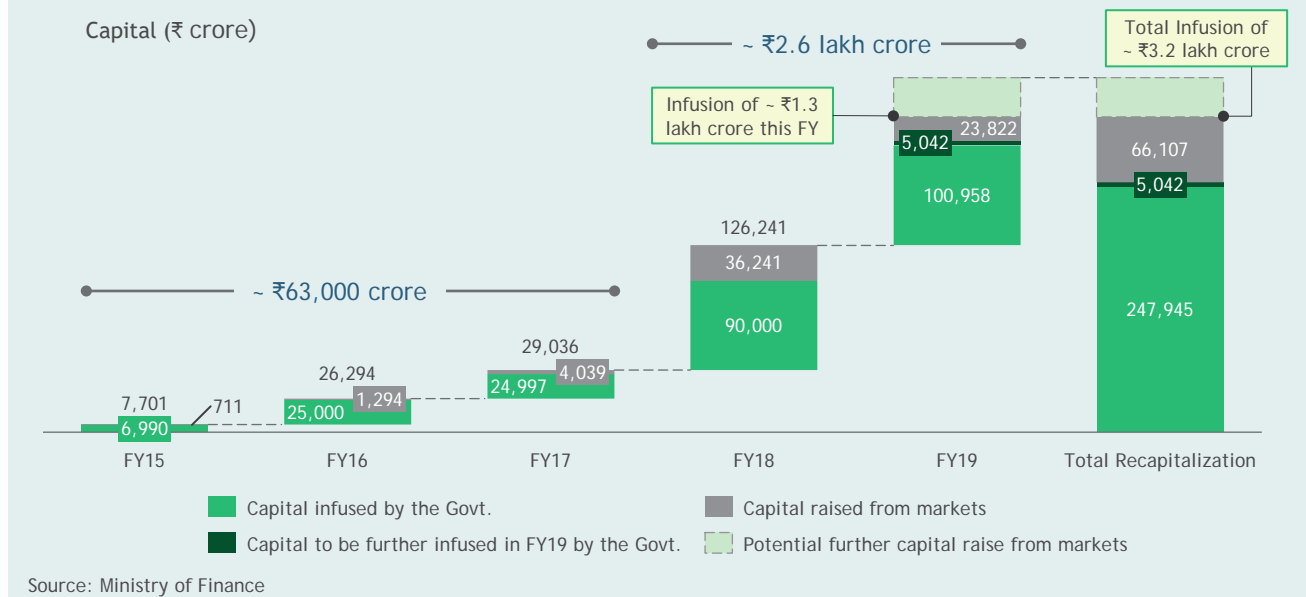 Capital (₹ crore)
~ ₹2.6 lakh crore
Total Infusion of
~ ₹3.2 lakh crore
Infusion of ~ ₹1.3
lakh crore this FY
23,822
5,042
100,958
66,107
5,042
247,945
126,241
36,241
90,000
~ ₹63,000 crore
29,036
4,039
24,997
26,294
1,294
25,000
7,701
711
6,990
FY15
FY16
FY17
FY18
FY19
Total Recapitalization
Capital infused by the Govt.
Capital raised from markets
Capital to be further infused in FY19 by the Govt.
Potential further capital raise from markets
Source: Ministry of Finance